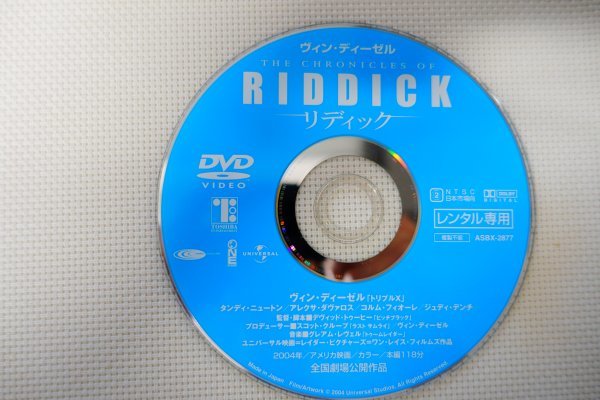 ヴィン・ディーゼル
THE CHRONICLES OF
RIDDICK
リディック
DVD
VIDEO
2 NTSC
日本市場向
DOLBY
DIGITAL
TOSHIBA
レンタル専用
ONE
UNIVERSAL
複製不能 ASBX-2877
ヴィン・ディーゼル「トリプルX」
タンディ・ニュートン/アレクサ・ダヴァロス/コルム・フィオーレ/ジュディ・デンチ
監督・脚本■デヴィッド・トゥーヒー「ピッチブラック」
プロデューサー■スコット・クルーフ「ラスト サムライ」 ヴィン・ディーゼル
音楽■グレアム・レヴェル「トゥームレイダー」
ユニバーサル映画=レイダー・ピクチャーズ=ワン・レイス・フィルムズ作品
2004年/アメリカ映画/カラー/本編118分
全国劇場公開作品
Made in Japan Film/Artwork © 2004 Universal Studios. All Rights Reserved.